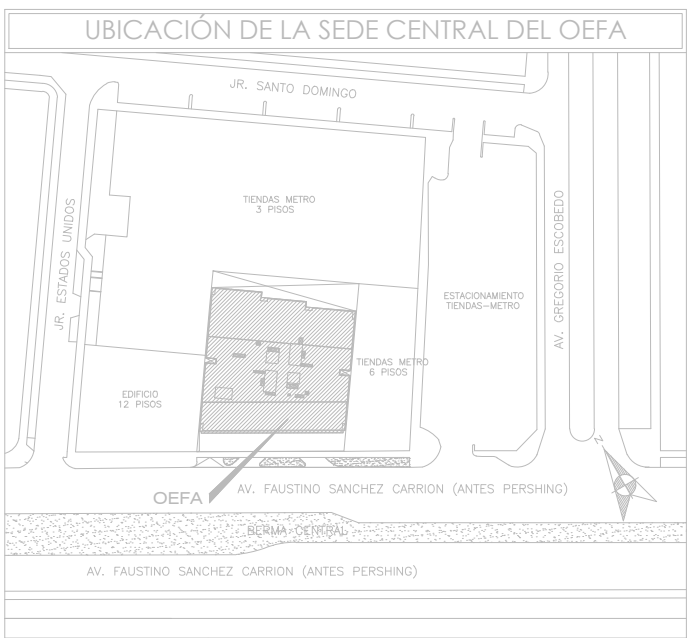 UBICACIÓN DE LA SEDE CENTRAL DEL OEFA
JR. SANTO DOMINGO
TIENDAS METRO
3 PISOS
JR. ESTADOS UNIDOS
ESTACIONAMIENTO
TIENDAS-METRO
AV. GREGORIO ESCOBEDO
TIENDAS METRO
6 PISOS
EDIFICIO
12 PISOS
N
OEFA
AV. FAUSTINO SANCHEZ CARRION (ANTES PERSHING)
BERMA CENTRAL
AV. FAUSTINO SANCHEZ CARRION (ANTES PERSHING)